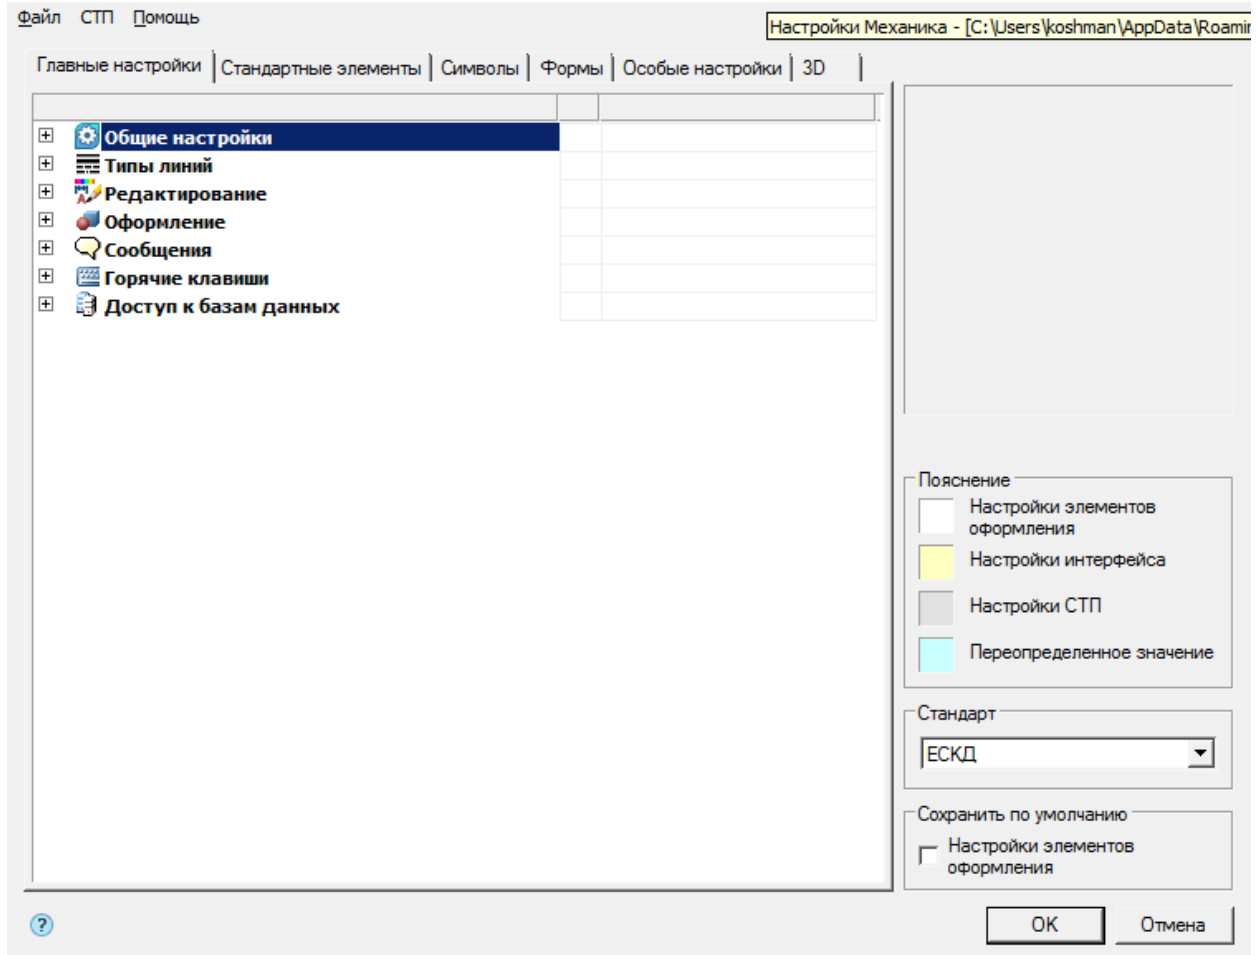 Файл СТП Помощь
Настройки Механика - [C:\Users\koshman\AppData\Roamin
Главные настройки Стандартные элементы Символы Формы Особые настройки 3D
Общие настройки
Типы линий
Редактирование
Оформление
Сообщения
Горячие клавиши
Доступ к базам данных
Пояснение
Настройки элементов
оформления
Настройки интерфейса
Настройки СТП
Переопределенное значение
Стандарт
ЕСКД
Сохранить по умолчанию
Настройки элементов
оформления
? OK Отмена